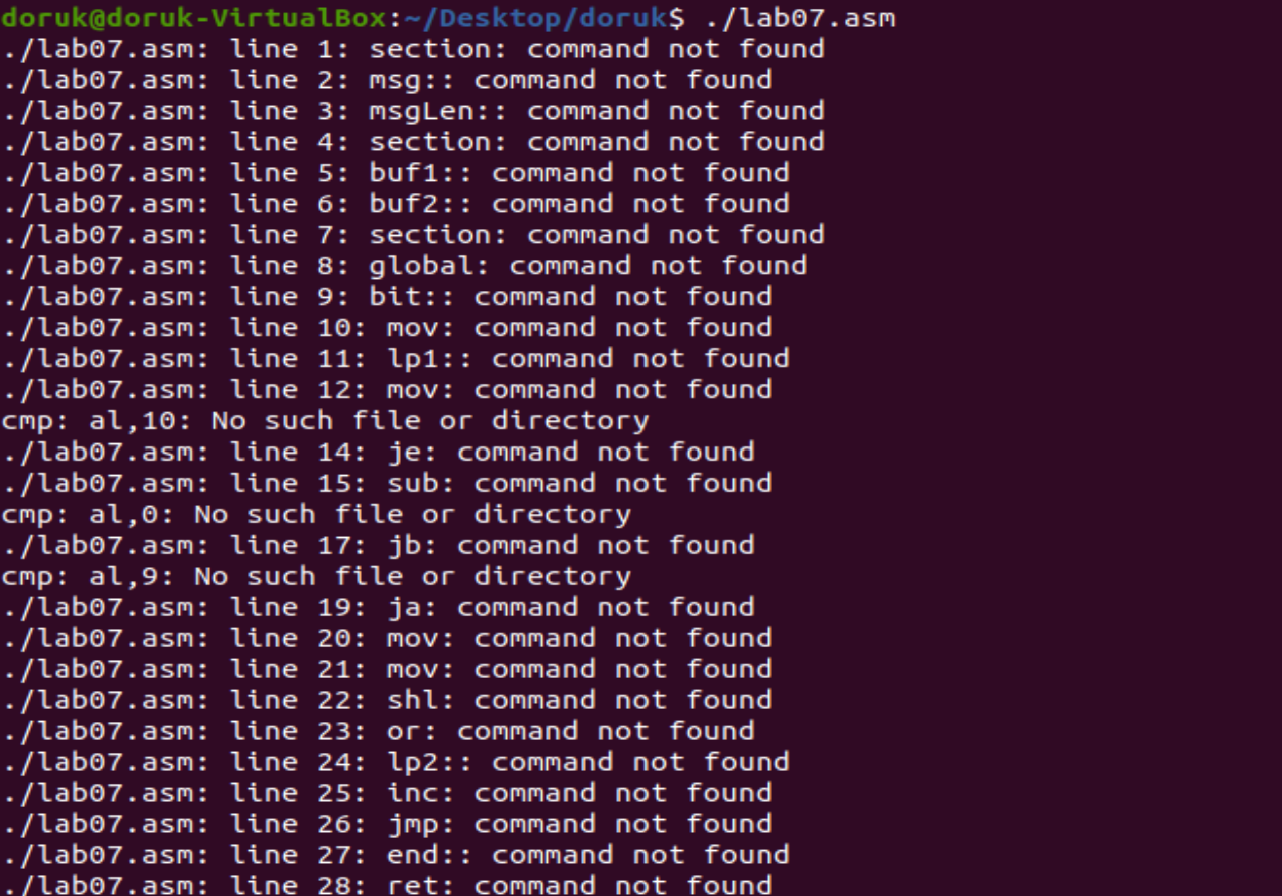 doruk@doruk-VirtualBox:~/Desktop/doruk$ ./lab07.asm
./lab07.asm: line 1: section: command not found
./lab07.asm: line 2: msg:: command not found
./lab07.asm: line 3: msgLen:: command not found
./lab07.asm: line 4: section: command not found
./lab07.asm: line 5: buf1:: command not found
./lab07.asm: line 6: buf2:: command not found
./lab07.asm: line 7: section: command not found
./lab07.asm: line 8: global: command not found
./lab07.asm: line 9: bit:: command not found
./lab07.asm: line 10: mov: command not found
./lab07.asm: line 11: lp1:: command not found
./lab07.asm: line 12: mov: command not found
cmp: al,10: No such file or directory
./lab07.asm: line 14: je: command not found
./lab07.asm: line 15: sub: command not found
cmp: al,0: No such file or directory
./lab07.asm: line 17: jb: command not found
cmp: al,9: No such file or directory
./lab07.asm: line 19: ja: command not found
./lab07.asm: line 20: mov: command not found
./lab07.asm: line 21: mov: command not found
./lab07.asm: line 22: shl: command not found
./lab07.asm: line 23: or: command not found
./lab07.asm: line 24: lp2:: command not found
./lab07.asm: line 25: inc: command not found
./lab07.asm: line 26: jmp: command not found
./lab07.asm: line 27: end:: command not found
./lab07.asm: line 28: ret: command not found